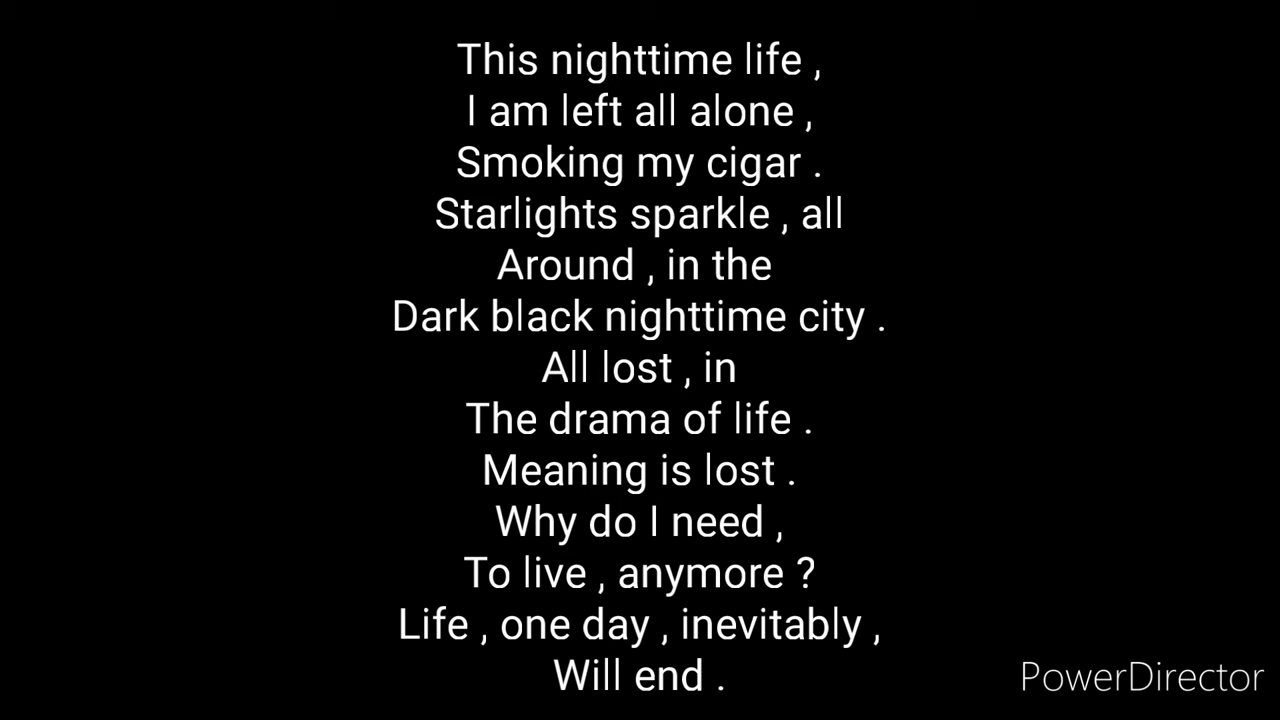 This nighttime life ,
I am left all alone ,
Smoking my cigar .
Starlights sparkle , all
Around , in the
Dark black nighttime city .
All lost , in
The drama of life .
Meaning is lost .
Why do I need ,
To live , anymore ?
Life , one day , inevitably ,
Will end .
PowerDirector